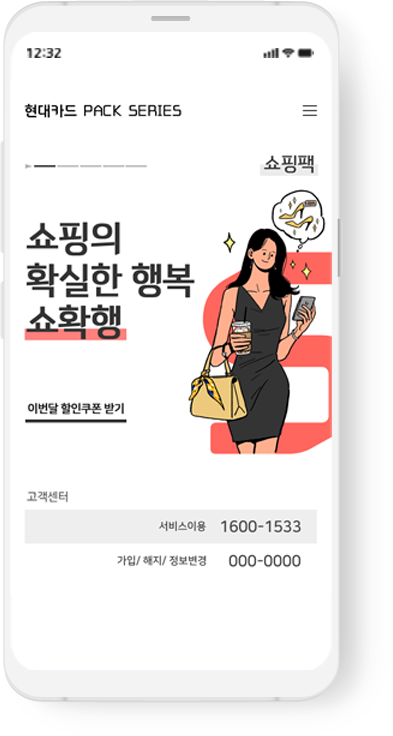 12:32
현대카드 PACK SERIES
쇼핑팩
쇼핑의
확실한 행복
쇼확행
이번달 할인쿠폰 받기
고객센터
서비스이용 1600-1533
가입/ 해지/ 정보변경 000-0000